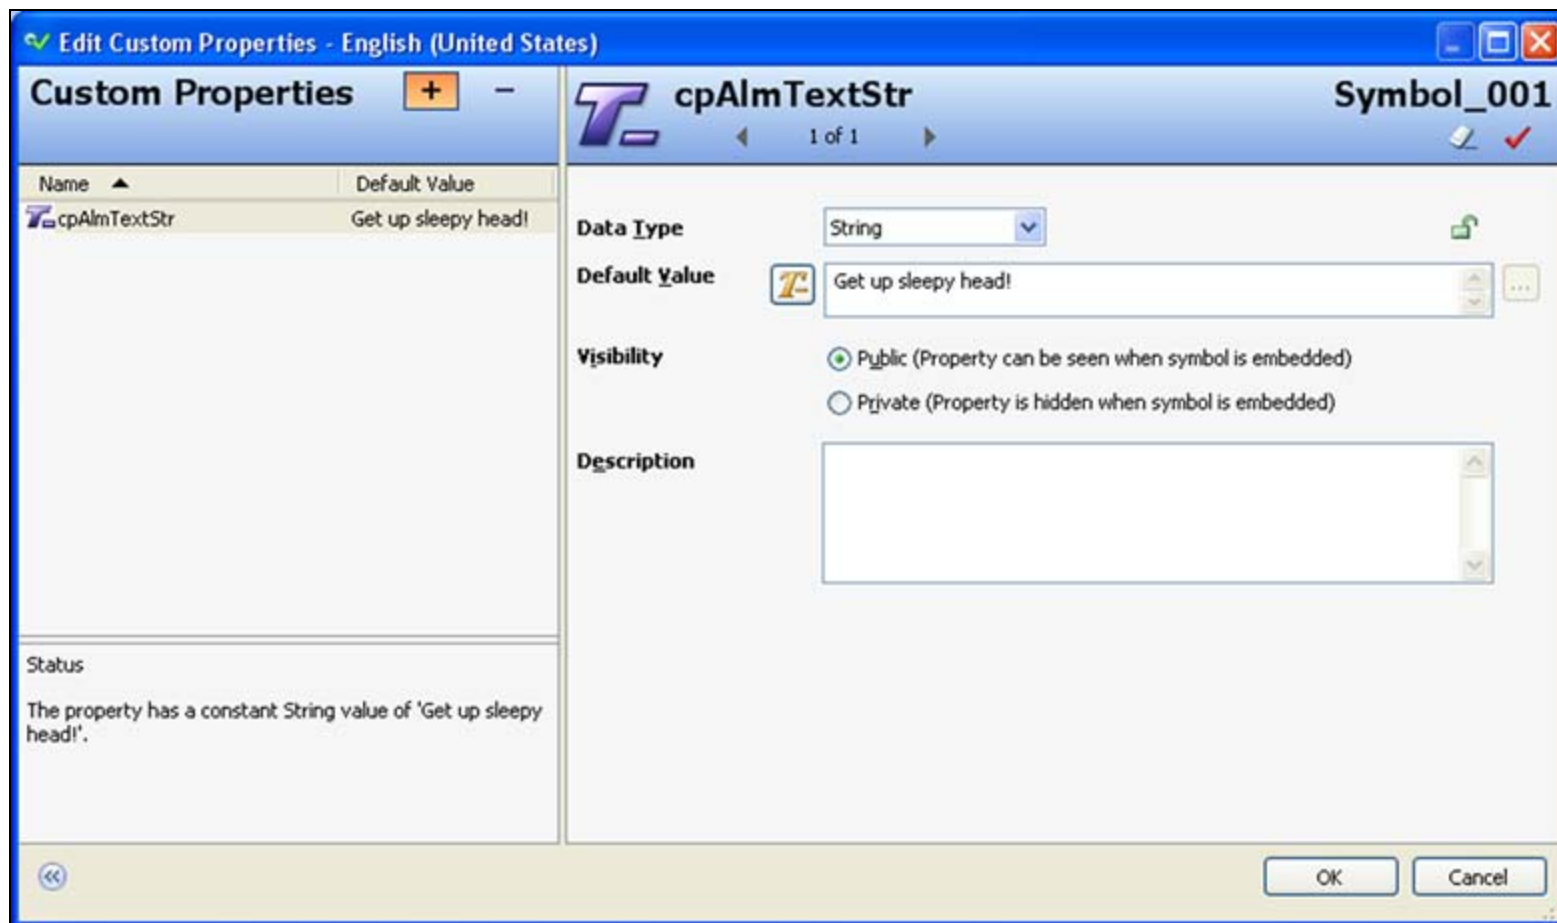 Edit Custom Properties - English (United States)
Custom Properties + -
Name Default Value
cpAlmTextStr Get up sleepy head!
Status
The property has a constant String value of 'Get up sleepy
head!'.
cpAlmTextStr Symbol_001
1 of 1
Data Type String
Default Value T Get up sleepy head! ...
Visibility Public (Property can be seen when symbol is embedded)
Private (Property is hidden when symbol is embedded)
Description
OK Cancel